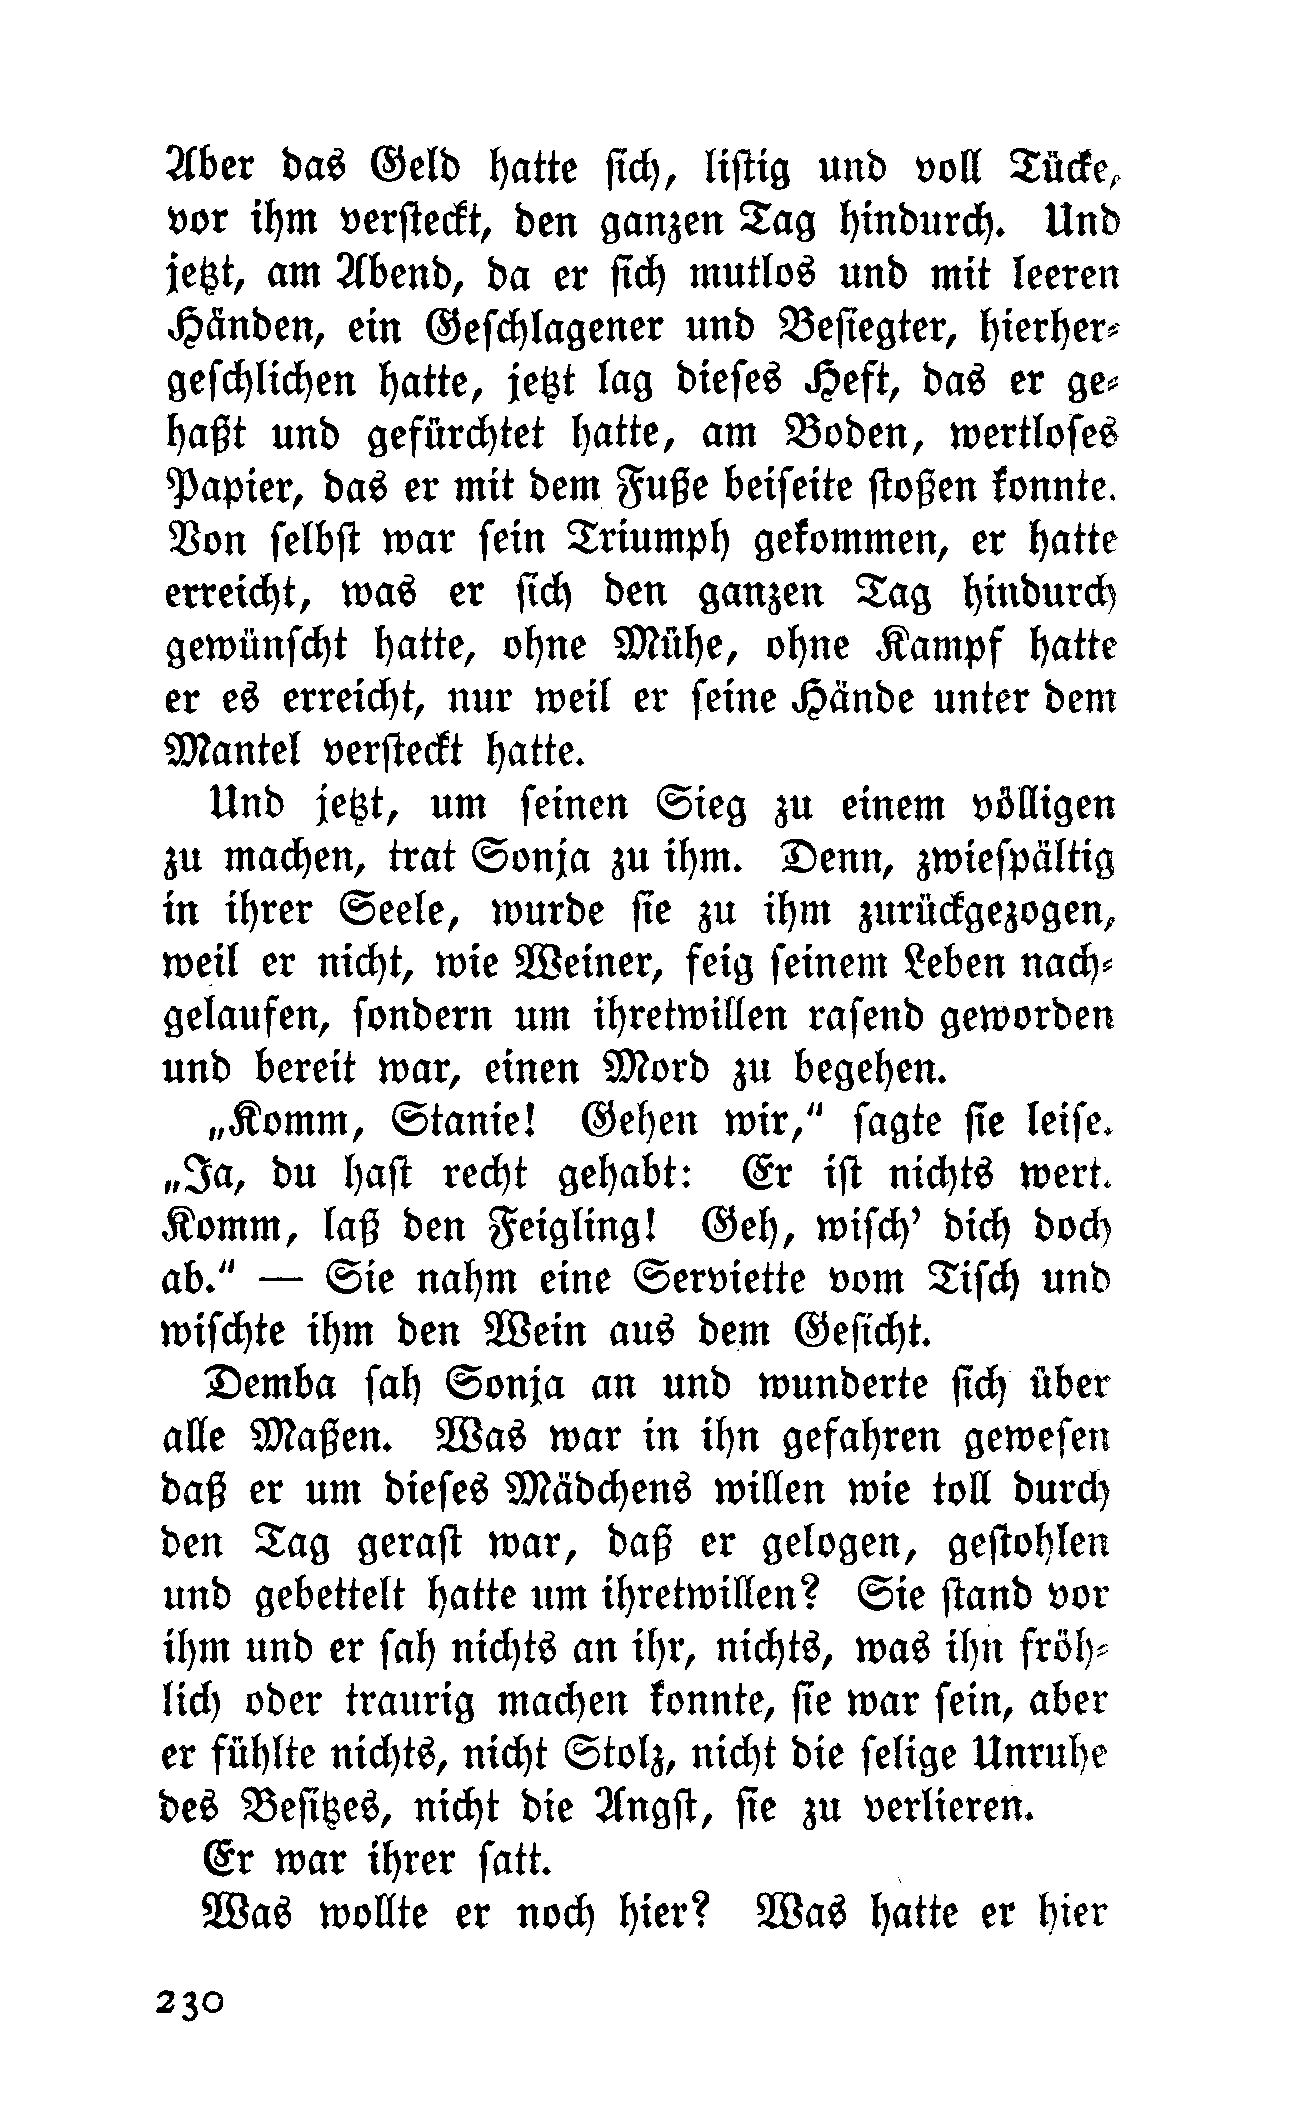 Aber das Geld hatte ſich, liſtig und voll Tücke,
vor ihm verſteckt, den ganzen Tag hindurch. Und
jetzt, am Abend, da er ſich mutlos und mit leeren
Händen, ein Geſchlagener und Beſiegter, hierher⸗
geſchlichen hatte, jetzt lag dieſes Heft, das er ge⸗
haßt und gefürchtet hatte, am Boden, wertloſes
Papier, das er mit dem Fuße beiſeite ſtoßen konnte.
Von ſelbſt war ſein Triumph gekommen, er hatte
erreicht, was er ſich den ganzen Tag hindurch
gewünſcht hatte, ohne Mühe, ohne Kampf hatte
er es erreicht, nur weil er ſeine Hände unter dem
Mantel verſteckt hatte.
Und jetzt, um ſeinen Sieg zu einem völligen
zu machen, trat Sonja zu ihm. Denn, zwieſpältig
in ihrer Seele, wurde ſie zu ihm zurückgezogen,
weil er nicht, wie Weiner, feig ſeinem Leben nach⸗
gelaufen, ſondern um ihretwillen raſend geworden
und bereit war, einen Mord zu begehen.
„Komm, Stanie! Gehen wir,“ ſagte ſie leiſe.
„Ja, du haſt recht gehabt: Er iſt nichts wert.
Komm, laß den Feigling! Geh, wiſch’ dich doch
ab.“ — Sie nahm eine Serviette vom Tiſch und
wiſchte ihm den Wein aus dem Geſicht.
Demba ſah Sonja an und wunderte ſich über
alle Maßen. Was war in ihn gefahren geweſen
daß er um dieſes Mädchens willen wie toll durch
den Tag geraſt war, daß er gelogen, geſtohlen
und gebettelt hatte um ihretwillen? Sie ſtand vor
ihm und er ſah nichts an ihr, nichts, was ihn fröh⸗
lich oder traurig machen konnte, ſie war ſein, aber
er fühlte nichts, nicht Stolz, nicht die ſelige Unruhe
des Beſitzes, nicht die Angſt, ſie zu verlieren.
Er war ihrer ſatt.
Was wollte er noch hier? Was hatte er hier
230